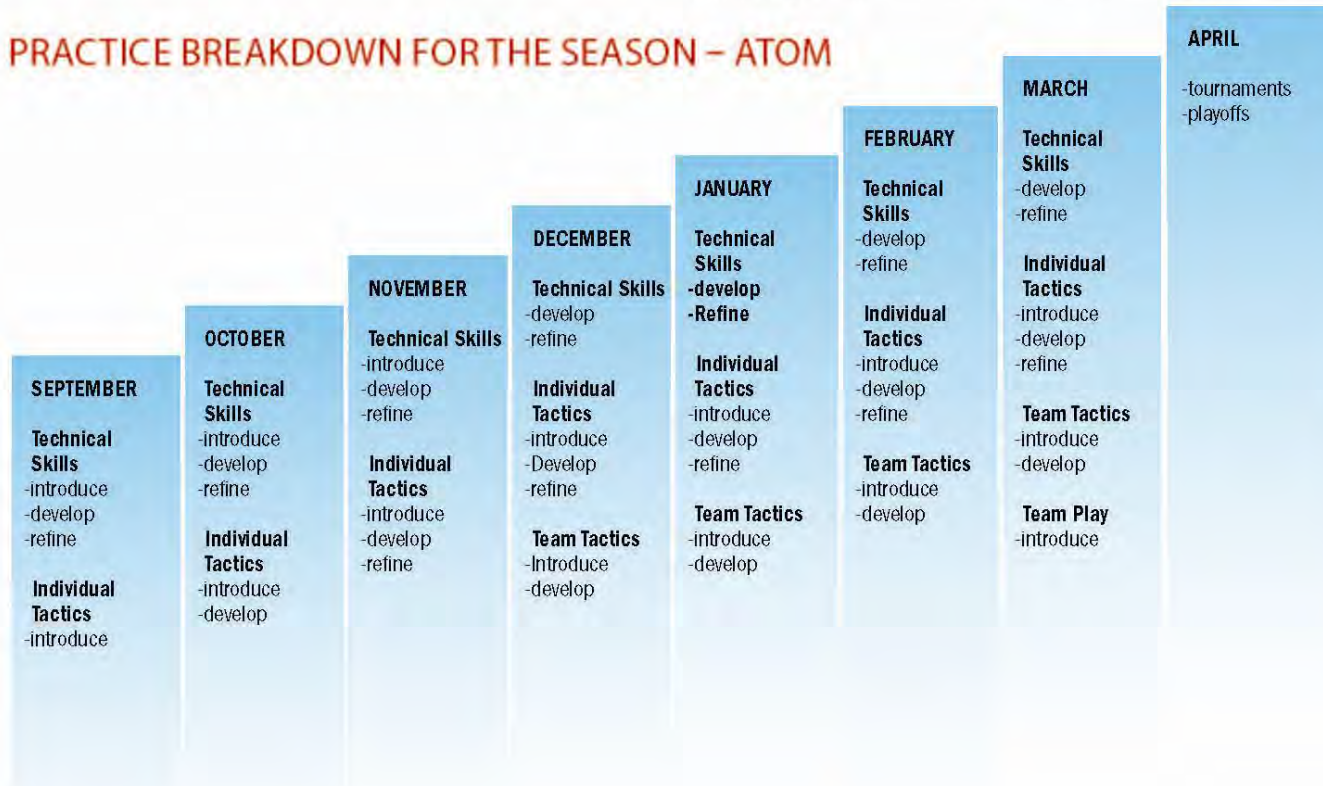 PRACTICE BREAKDOWN FOR THE SEASON – ATOM
SEPTEMBER
Technical
Skills
-introduce
-develop
-refine
Individual
Tactics
-introduce
OCTOBER
Technical
Skills
-introduce
-develop
-refine
Individual
Tactics
-introduce
-develop
NOVEMBER
Technical Skills
-introduce
-develop
-refine
Individual
Tactics
-introduce
-develop
-refine
DECEMBER
Technical Skills
-develop
-refine
Individual
Tactics
-introduce
-Develop
-refine
Team Tactics
-Introduce
-develop
JANUARY
Technical
Skills
-develop
-Refine
Individual
Tactics
-introduce
-develop
-refine
Team Tactics
-introduce
-develop
FEBRUARY
Technical
Skills
-develop
-refine
Individual
Tactics
-introduce
-develop
-refine
Team Tactics
-introduce
-develop
MARCH
Technical
Skills
-develop
-refine
Individual
Tactics
-introduce
-develop
-refine
Team Tactics
-introduce
-develop
Team Play
-introduce
APRIL
-tournaments
-playoffs